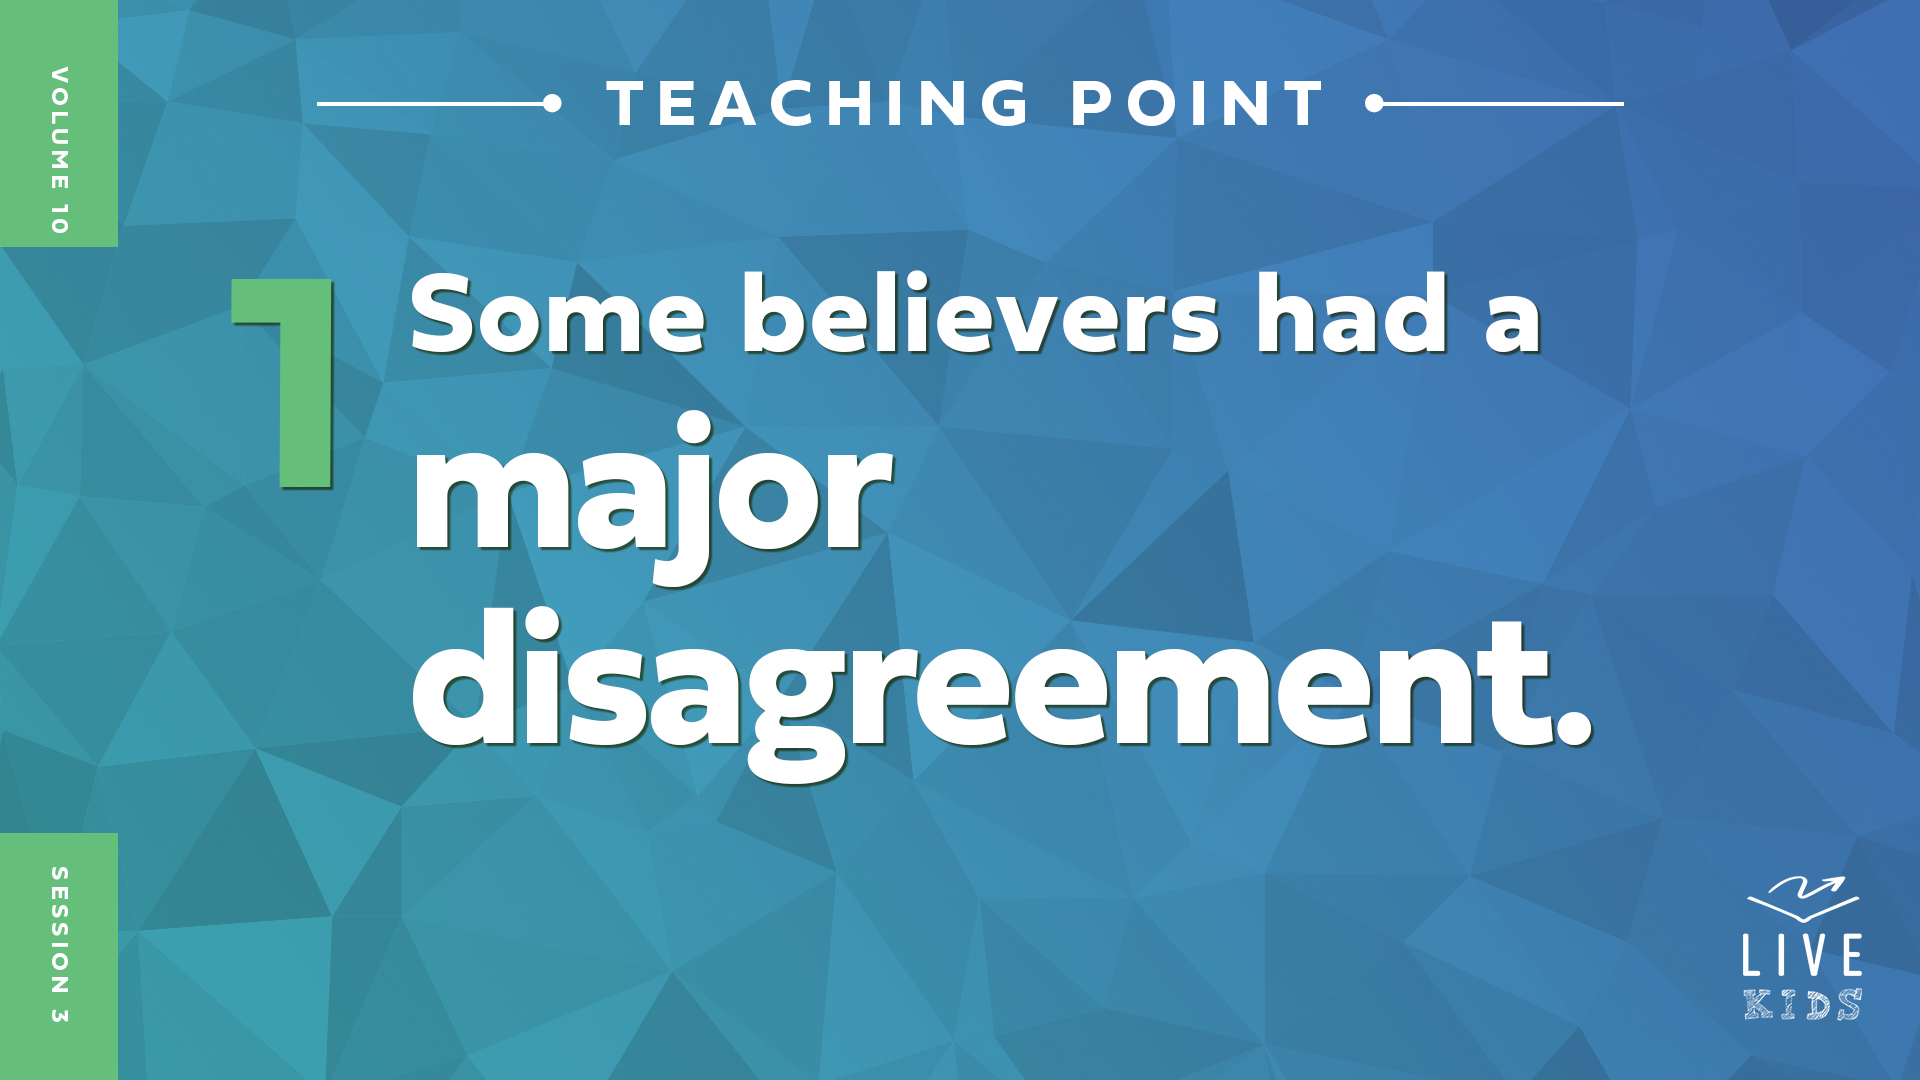 VOLUME 10
TEACHING POINT
1
Some believers had a
major
disagreement.
SESSION 3
LIVE
KIDS